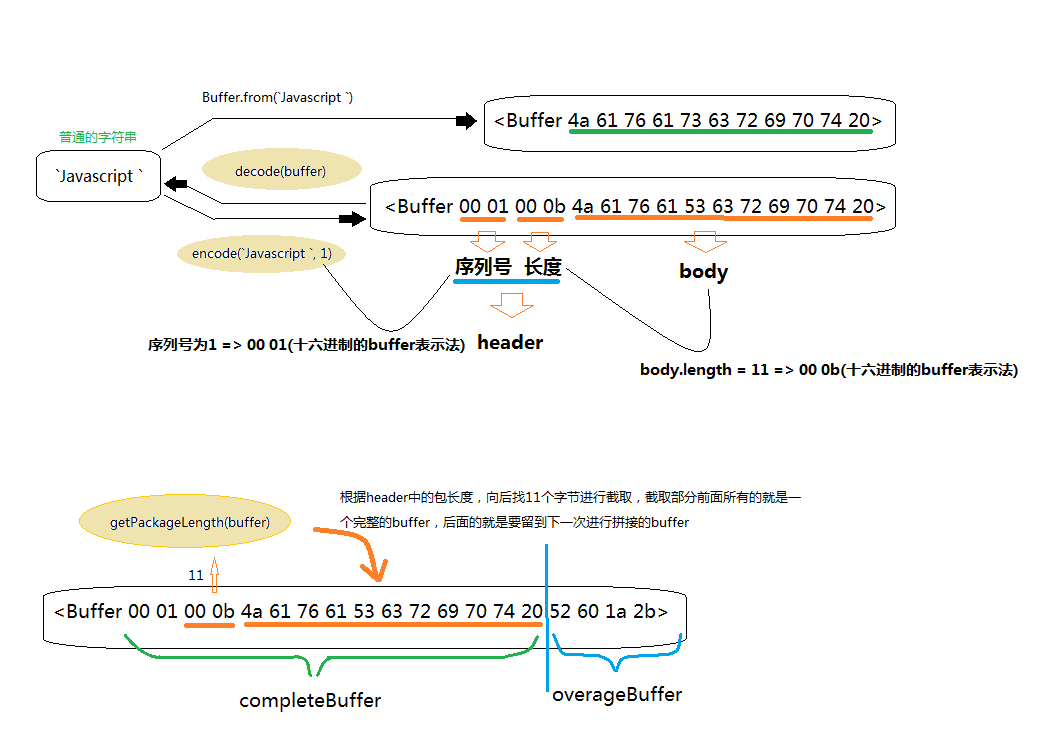 Buffer.from(`Javascript `)
<Buffer 4a 61 76 61 73 63 72 69 70 74 20>
普通的字符串
`Javascript `
decode(buffer)
<Buffer 00 01 00 0b 4a 61 76 61 53 63 72 69 70 74 20>
encode(`Javascript `, 1)
序列号 长度
body
序列号为1 => 00 01(十六进制的buffer表示法)
header
body.length = 11 => 00 0b(十六进制的buffer表示法)
根据header中的包长度，向后找11个字节进行截取，截取部分前面所有的就是一
个完整的buffer，后面的就是要留到下一次进行拼接的buffer
getPackageLength(buffer)
11
<Buffer 00 01 00 0b 4a 61 76 61 53 63 72 69 70 74 20 52 60 1a 2b>
completeBuffer
overageBuffer